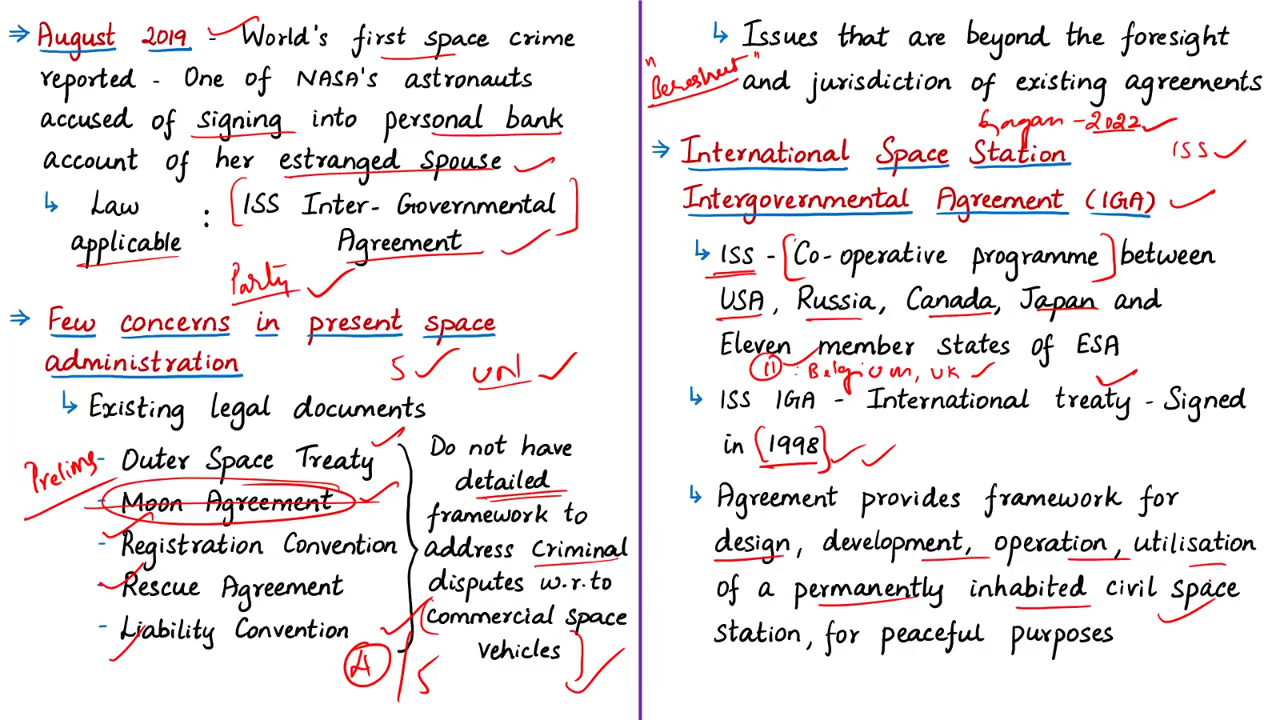 ⇒ August 2019 - World's first space crime
reported - One of NASA's astronauts
accused of signing into personal bank
account of her estranged spouse
↳ Law applicable : [ISS Inter-Governmental
Agreement]
Party
⇒ Few concerns in present space
administration
5 UN
↳ Existing legal documents
Prelims
- Outer Space Treaty
- Moon Agreement
- Registration Convention
- Rescue Agreement
- Liability Convention
Do not have
detailed
framework to
address criminal
disputes w.r.to
(commercial space
vehicles)
4/5
↳ Issues that are beyond the foresight
and jurisdiction of existing agreements
"Beresheet"
Gagan - 2022
⇒ International Space Station
ISS
Intergovernmental Agreement (IGA)
↳ ISS - [Co-operative programme] between
USA, Russia, Canada, Japan and
Eleven member states of ESA
11 : Belgium, UK
↳ ISS IGA - International treaty - Signed
in [1998]
↳ Agreement provides framework for
design, development, operation, utilisation
of a permanently inhabited civil space
station, for peaceful purposes